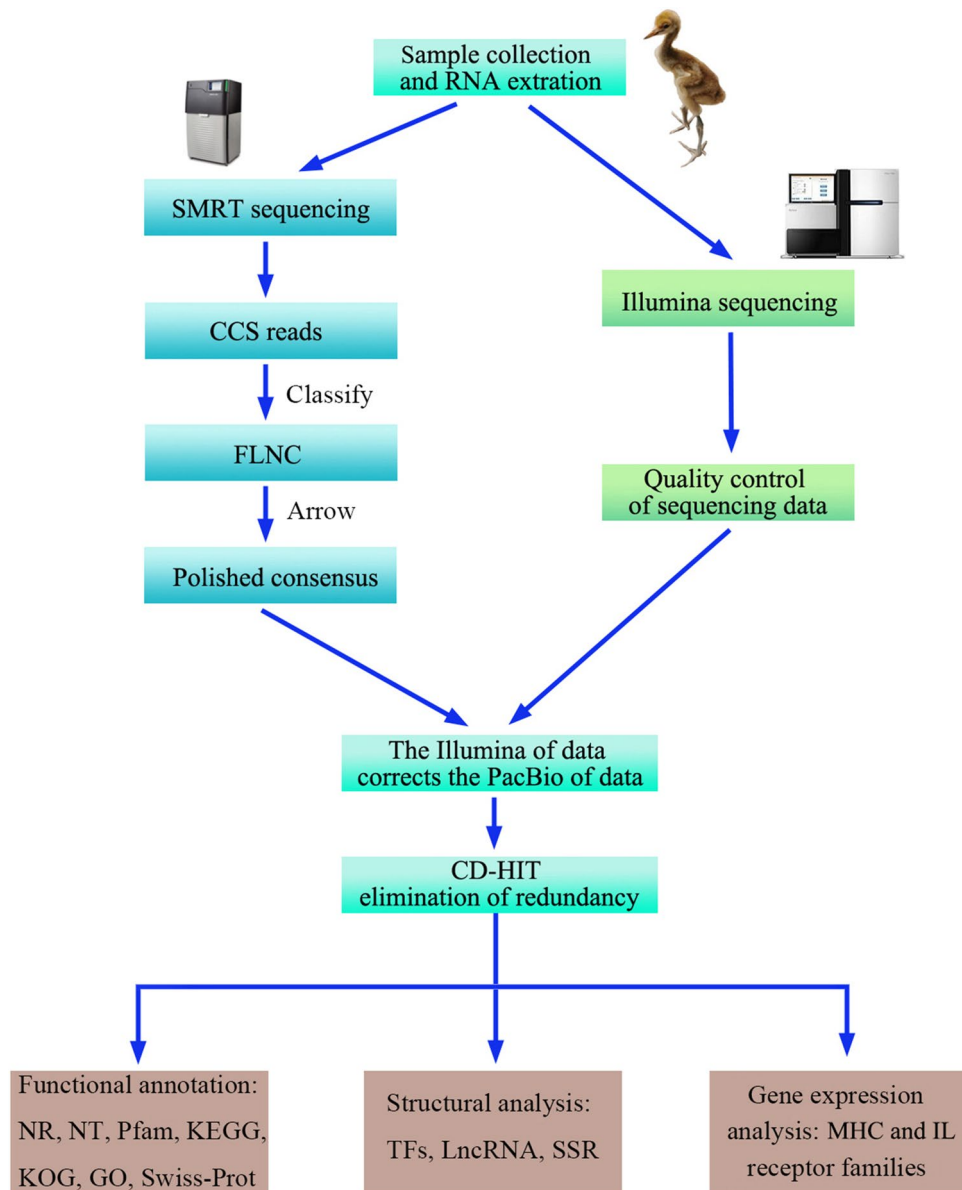 Sample collection
and RNA extration
SMRT sequencing
Illumina sequencing
CCS reads
Classify
FLNC
Quality control
of sequencing data
Arrow
Polished consensus
The Illumina of data
corrects the PacBio of data
CD-HIT
elimination of redundancy
Functional annotation:
NR, NT, Pfam, KEGG,
KOG, GO, Swiss-Prot
Structural analysis:
TFs, LncRNA, SSR
Gene expression
analysis: MHC and IL
receptor families